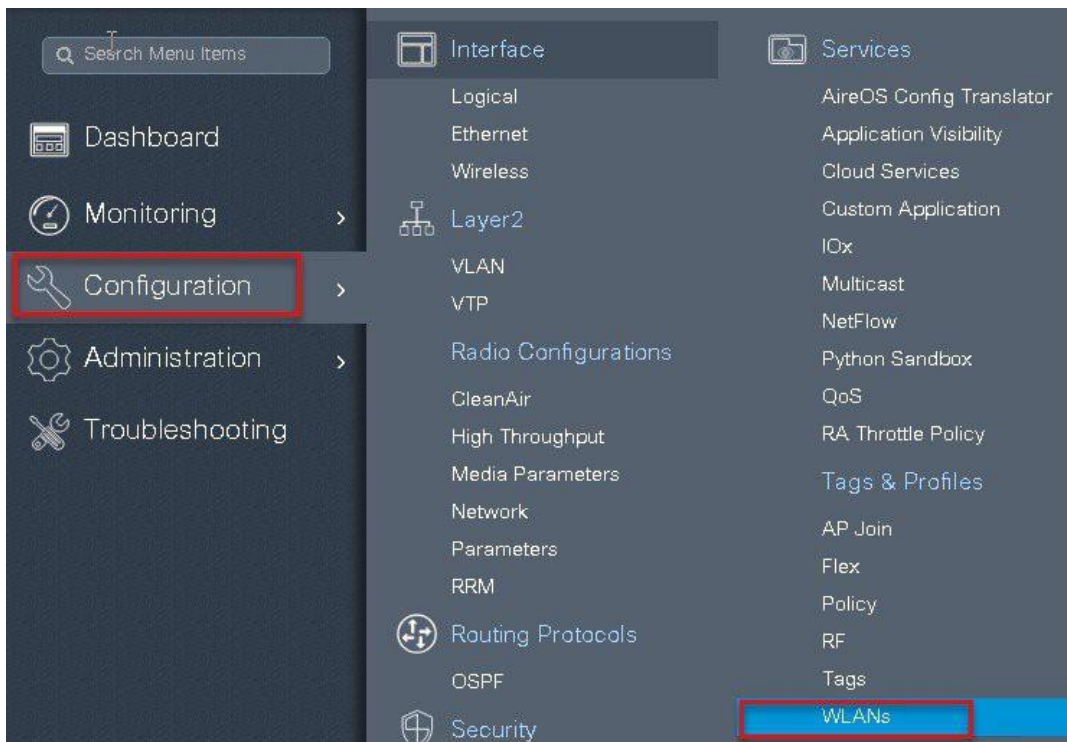 Search Menu Items
Dashboard
Monitoring
Configuration
Administration
Troubleshooting
Interface
Logical
Ethernet
Wireless
Layer2
VLAN
VTP
Radio Configurations
CleanAir
High Throughput
Media Parameters
Network
Parameters
RRM
Routing Protocols
OSPF
Security
Services
AireOS Config Translator
Application Visibility
Cloud Services
Custom Application
IOx
Multicast
NetFlow
Python Sandbox
QoS
RA Throttle Policy
Tags & Profiles
AP Join
Flex
Policy
RF
Tags
WLANs